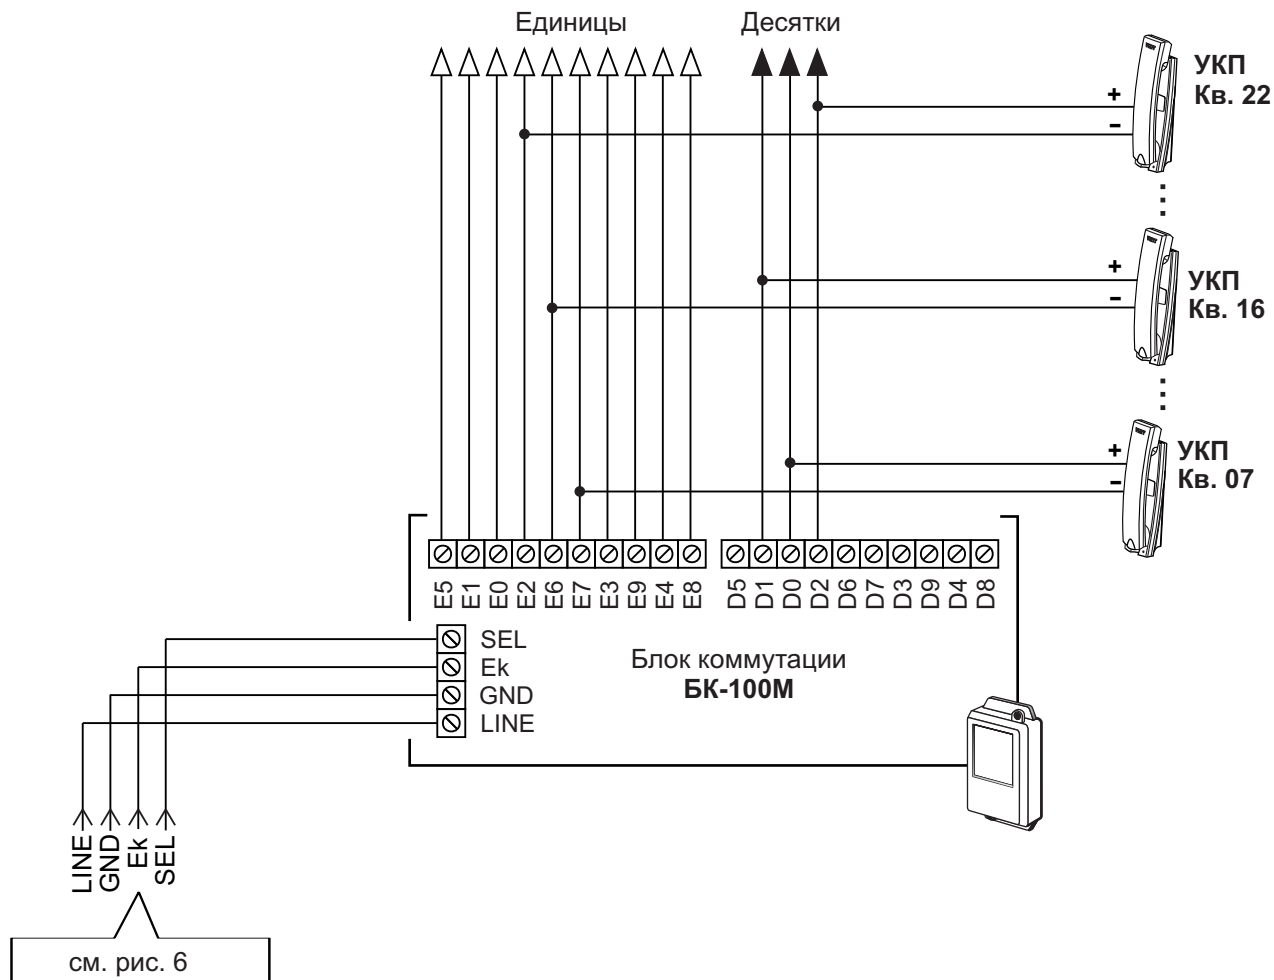 Единицы
Десятки
+
–
УКП
Кв. 22
+
–
УКП
Кв. 16
+
–
УКП
Кв. 07
E5
E1
E0
E2
E6
E7
E3
E9
E4
E8
D5
D1
D0
D2
D6
D7
D3
D9
D4
D8
SEL
Ek
GND
LINE
Блок коммутации
БК-100М
LINE
GND
Ek
SEL
см. рис. 6